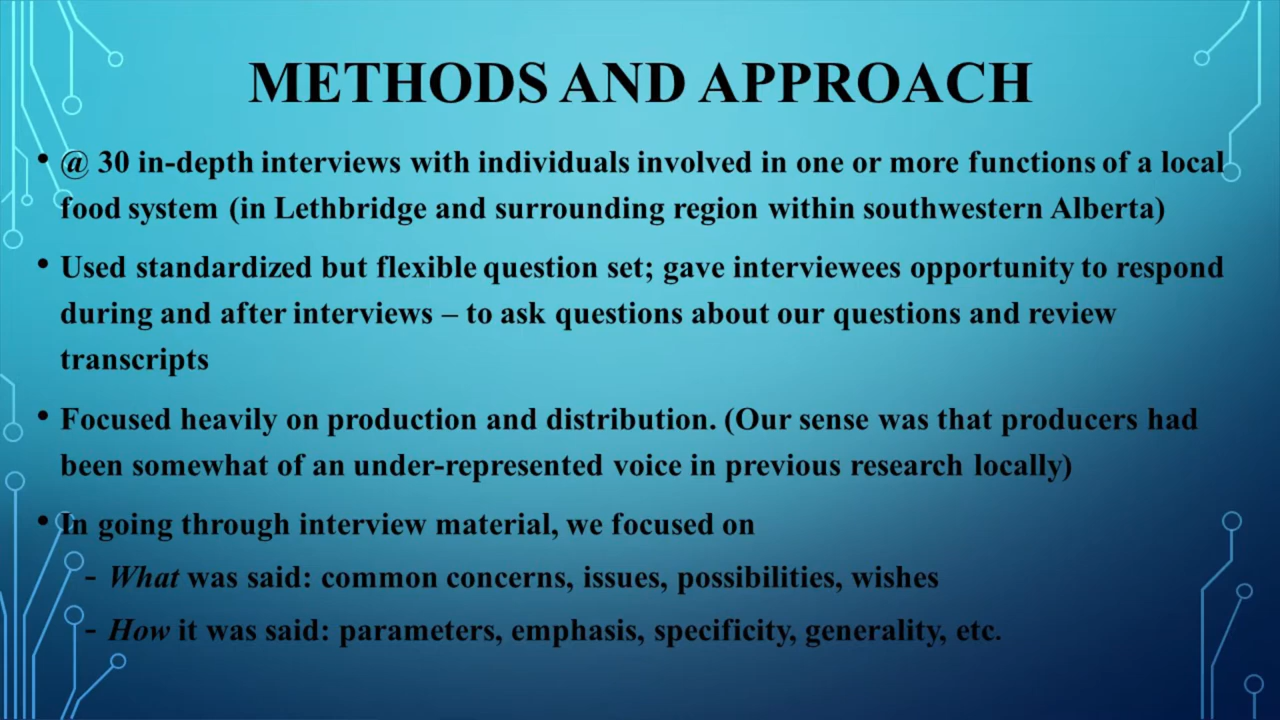 METHODS AND APPROACH
• @ 30 in-depth interviews with individuals involved in one or more functions of a local
food system (in Lethbridge and surrounding region within southwestern Alberta)
• Used standardized but flexible question set; gave interviewees opportunity to respond
during and after interviews – to ask questions about our questions and review
transcripts
• Focused heavily on production and distribution. (Our sense was that producers had
been somewhat of an under-represented voice in previous research locally)
• In going through interview material, we focused on
- What was said: common concerns, issues, possibilities, wishes
- How it was said: parameters, emphasis, specificity, generality, etc.